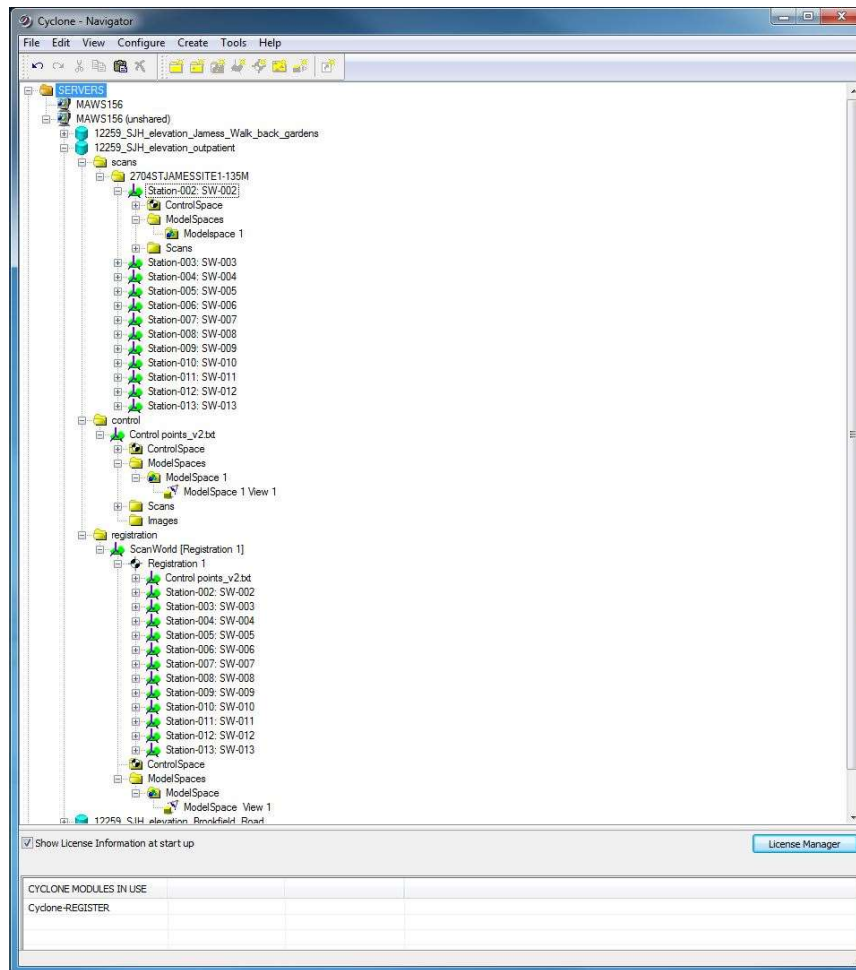 Cyclone - Navigator
File Edit View Configure Create Tools Help
SERVERS
MAWS156
MAWS156 (unshared)
12259_SJH_elevation_Jamess_Walk_back_gardens
12259_SJH_elevation_outpatient
scans
2704STJAMESSITE1-135M
Station-002: SW-002
ControlSpace
ModelSpaces
Modelspace 1
Scans
Station-003: SW-003
Station-004: SW-004
Station-005: SW-005
Station-006: SW-006
Station-007: SW-007
Station-008: SW-008
Station-009: SW-009
Station-010: SW-010
Station-011: SW-011
Station-012: SW-012
Station-013: SW-013
control
Control points_v2.txt
ControlSpace
ModelSpaces
ModelSpace 1
ModelSpace 1 View 1
Scans
Images
registration
ScanWorld [Registration 1]
Registration 1
Control points_v2.txt
Station-002: SW-002
Station-003: SW-003
Station-004: SW-004
Station-005: SW-005
Station-006: SW-006
Station-007: SW-007
Station-008: SW-008
Station-009: SW-009
Station-010: SW-010
Station-011: SW-011
Station-012: SW-012
Station-013: SW-013
ControlSpace
ModelSpaces
ModelSpace
ModelSpace View 1
12259_SJH_elevation_Brookfield_Road
Show License Information at start up
License Manager
CYCLONE MODULES IN USE
Cyclone-REGISTER